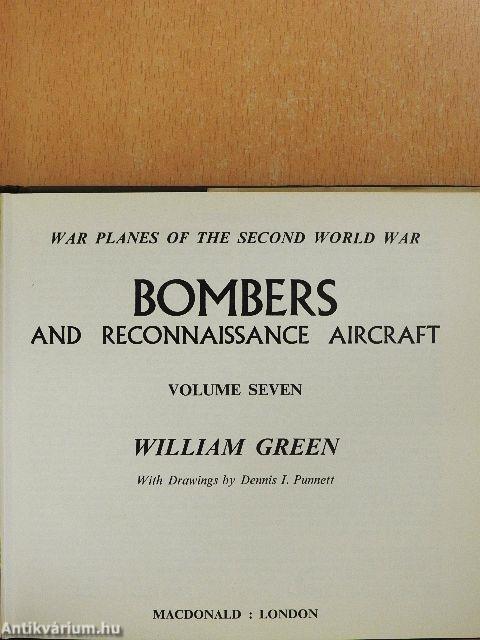 WAR PLANES OF THE SECOND WORLD WAR
BOMBERS
AND RECONNAISSANCE AIRCRAFT
VOLUME SEVEN
WILLIAM GREEN
With Drawings by Dennis I. Punnett
MACDONALD : LONDON
Antikvárium.hu